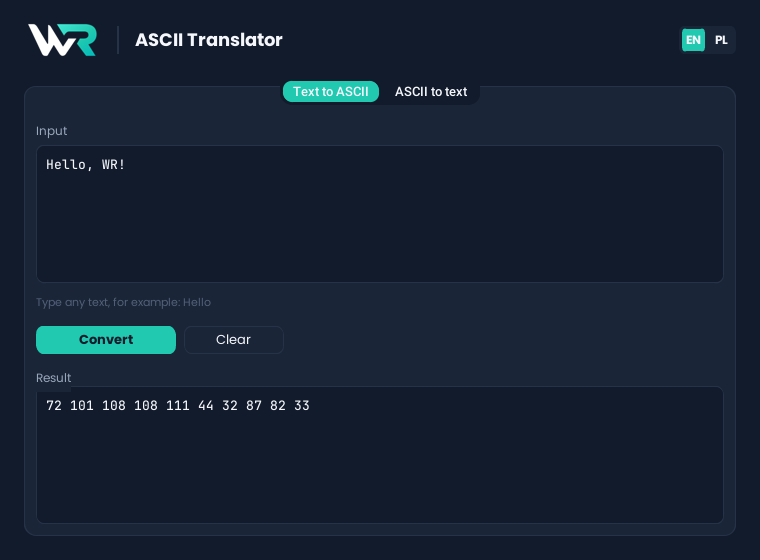 WR ASCII Translator EN PL
Text to ASCII ASCII to text
Input
Hello, WR!
Type any text, for example: Hello
Convert Clear
Result
72 101 108 108 111 44 32 87 82 33